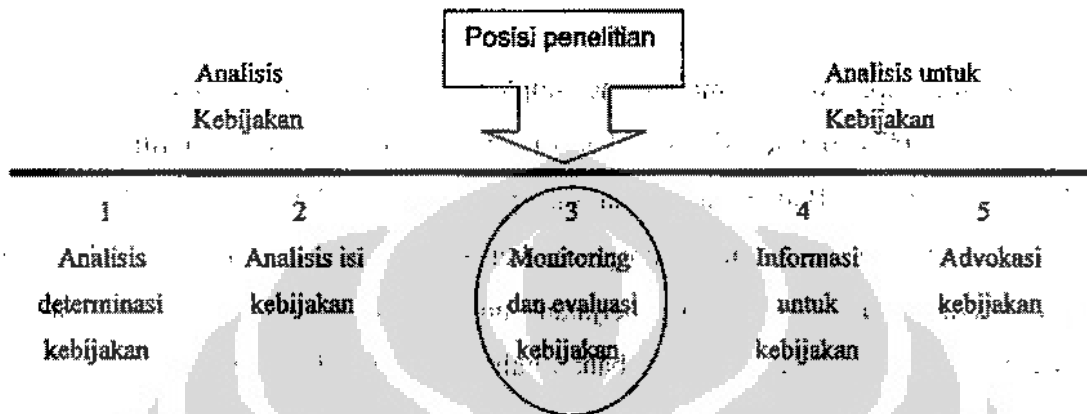 Posisi penelitian
Analisis
Kebijakan
Analisis untuk
Kebijakan
1
Analisis
determinasi
kebijakan
2
Analisis isi
kebijakan
3
Monitoring
dan evaluasi
kebijakan
4
Informasi
untuk
kebijakan
5
Advokasi
kebijakan